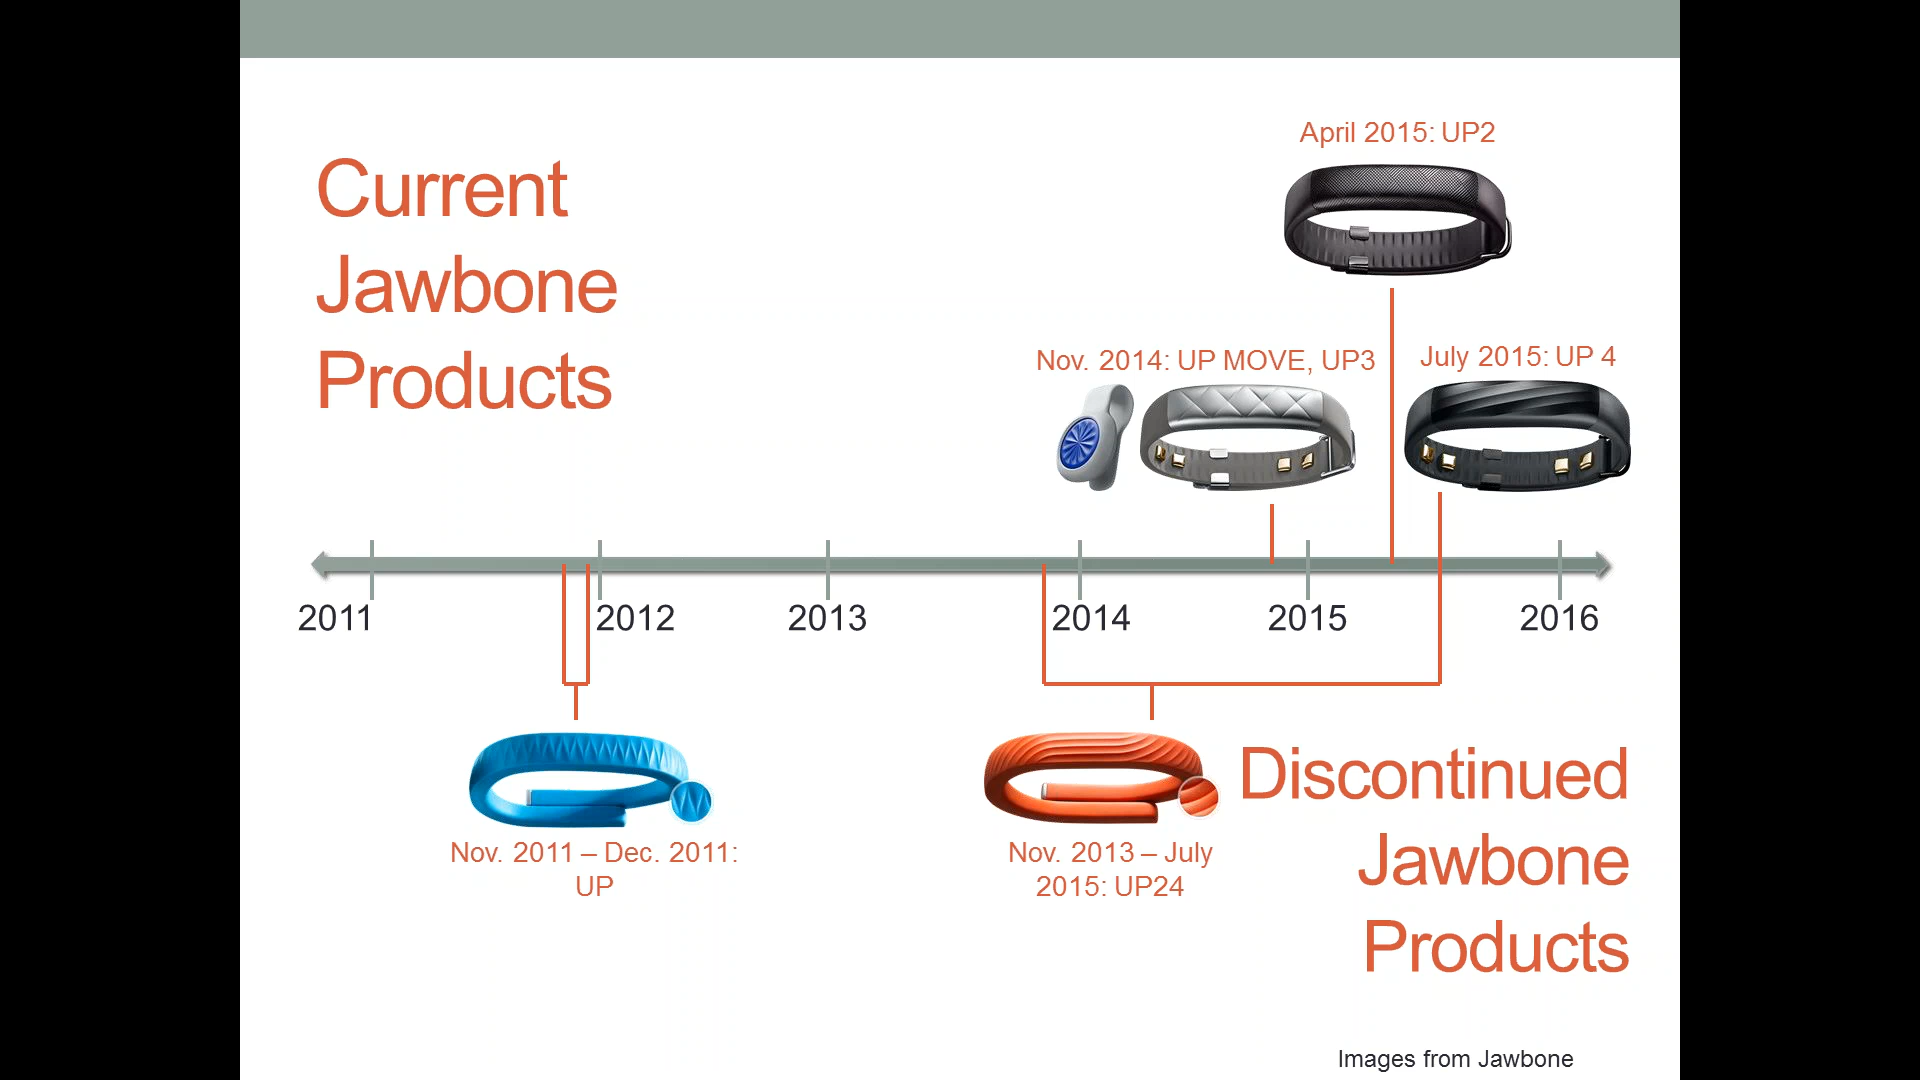 Current
Jawbone
Products
April 2015: UP2
Nov. 2014: UP MOVE, UP3
July 2015: UP 4
2011
2012
2013
2014
2015
2016
Nov. 2011 – Dec. 2011:
UP
Nov. 2013 – July
2015: UP24
Discontinued
Jawbone
Products
Images from Jawbone